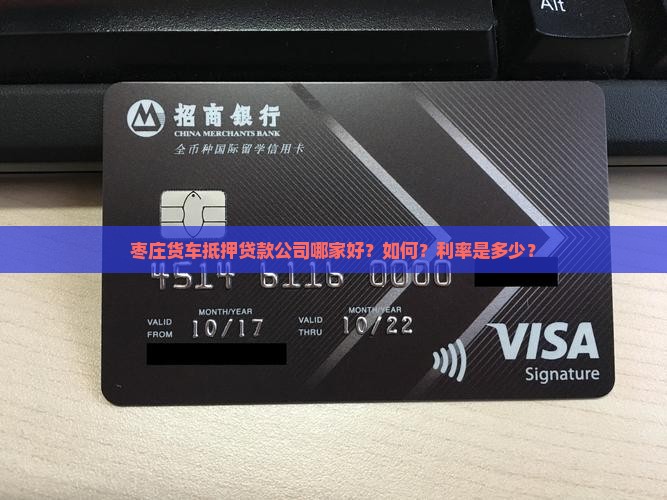 Alt
招商銀行
CHINA MERCHANTS BANK
全币种国际留学信用卡
枣庄货车抵押贷款公司哪家好？如何？利率是多少？
4514 6116 0000
MONTH/YEAR MONTH/YEAR
VALID FROM 10/17 VALID THRU 10/22
VISA
Signature